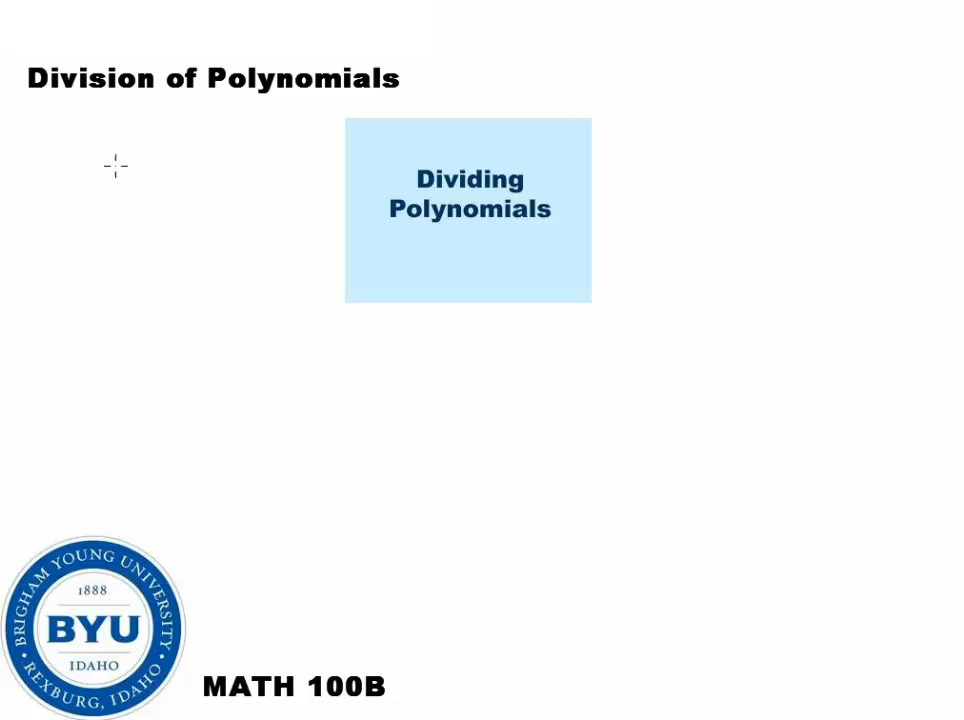 Division of Polynomials
Dividing
Polynomials
BRIGHAM YOUNG UNIVERSITY
1888
BYU
IDAHO
• REXBURG, IDAHO •
MATH 100B